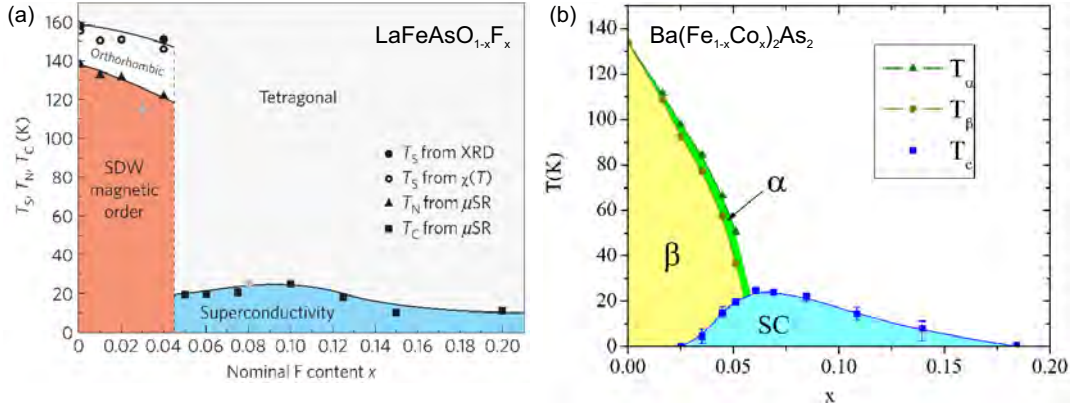 (a)
LaFeAsO1-xFx
TS, TN, TC (K)
160
140
120
100
80
60
40
20
0
Orthorhombic
SDW
magnetic
order
Tetragonal
TS from XRD
TS from χ(T)
TN from μSR
TC from μSR
Superconductivity
0 0.02 0.04 0.06 0.08 0.10 0.12 0.14 0.16 0.18 0.20
Nominal F content x
(b)
Ba(Fe1-xCox)2As2
T(K)
140
120
100
80
60
40
20
0
Tα
Tβ
Tc
α
β
SC
0.00 0.05 0.10 0.15 0.20
x